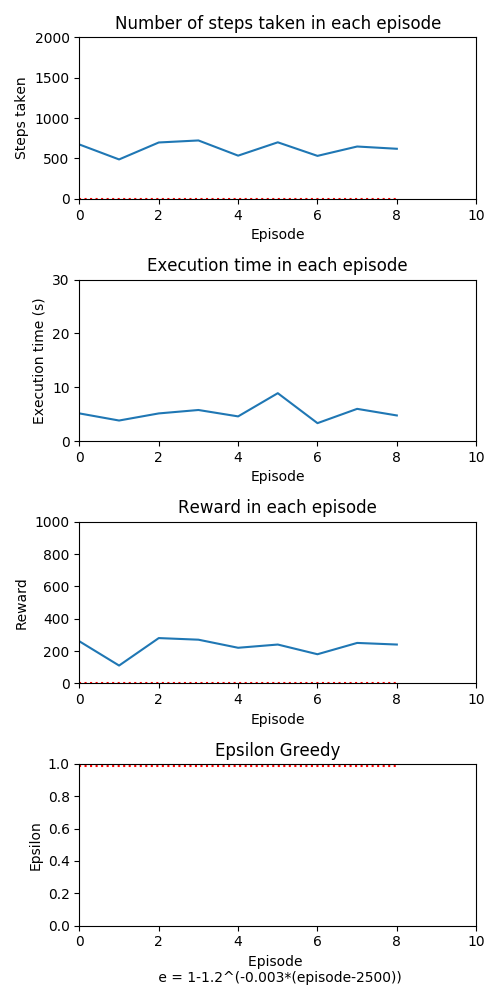 Number of steps taken in each episode
2000
1500
1000
500
0
Steps taken
0 2 4 6 8 10
Episode
Execution time in each episode
30
20
10
0
Execution time (s)
0 2 4 6 8 10
Episode
Reward in each episode
1000
800
600
400
200
0
Reward
0 2 4 6 8 10
Episode
Epsilon Greedy
1.0
0.8
0.6
0.4
0.2
0.0
Epsilon
0 2 4 6 8 10
Episode
e = 1-1.2^(-0.003*(episode-2500))